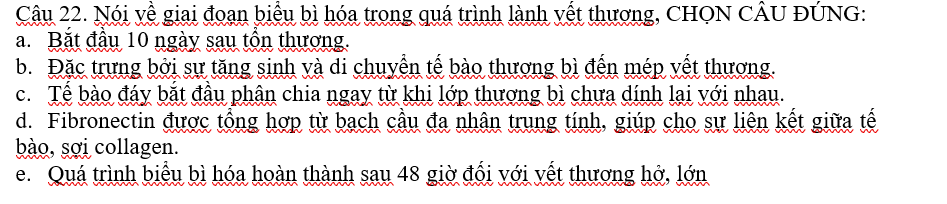 Câu 22. Nói về giai đoạn biểu bì hóa trong quá trình lành vết thương, CHỌN CÂU ĐÚNG:
a. Bắt đầu 10 ngày sau tổn thương.
b. Đặc trưng bởi sự tăng sinh và di chuyển tế bào thượng bì đến mép vết thương.
c. Tế bào đáy bắt đầu phân chia ngay từ khi lớp thượng bì chưa dính lại với nhau.
d. Fibronectin được tổng hợp từ bạch cầu đa nhân trung tính, giúp cho sự liên kết giữa tế
bào, sợi collagen.
e. Quá trình biểu bì hóa hoàn thành sau 48 giờ đối với vết thương hở, lớn